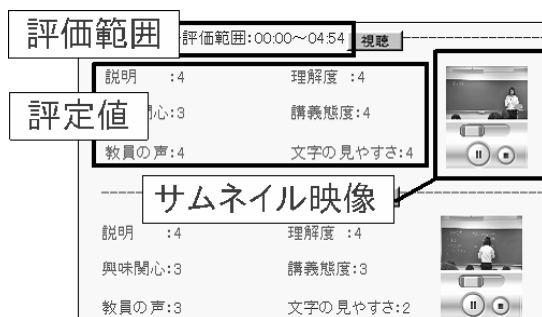 評価範囲
評価範囲:00:00〜04:54 視聴
説明 :4 理解度 :4
評定値
心:3 講義態度:4
教員の声:4 文字の見やすさ:4
サムネイル映像
説明 :4 理解度 :4
興味関心:3 講義態度:3
教員の声:3 文字の見やすさ:2